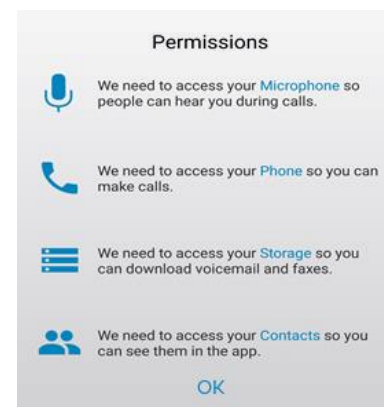 Permissions
We need to access your Microphone so
people can hear you during calls.
We need to access your Phone so you can
make calls.
We need to access your Storage so you
can download voicemail and faxes.
We need to access your Contacts so you
can see them in the app.
OK